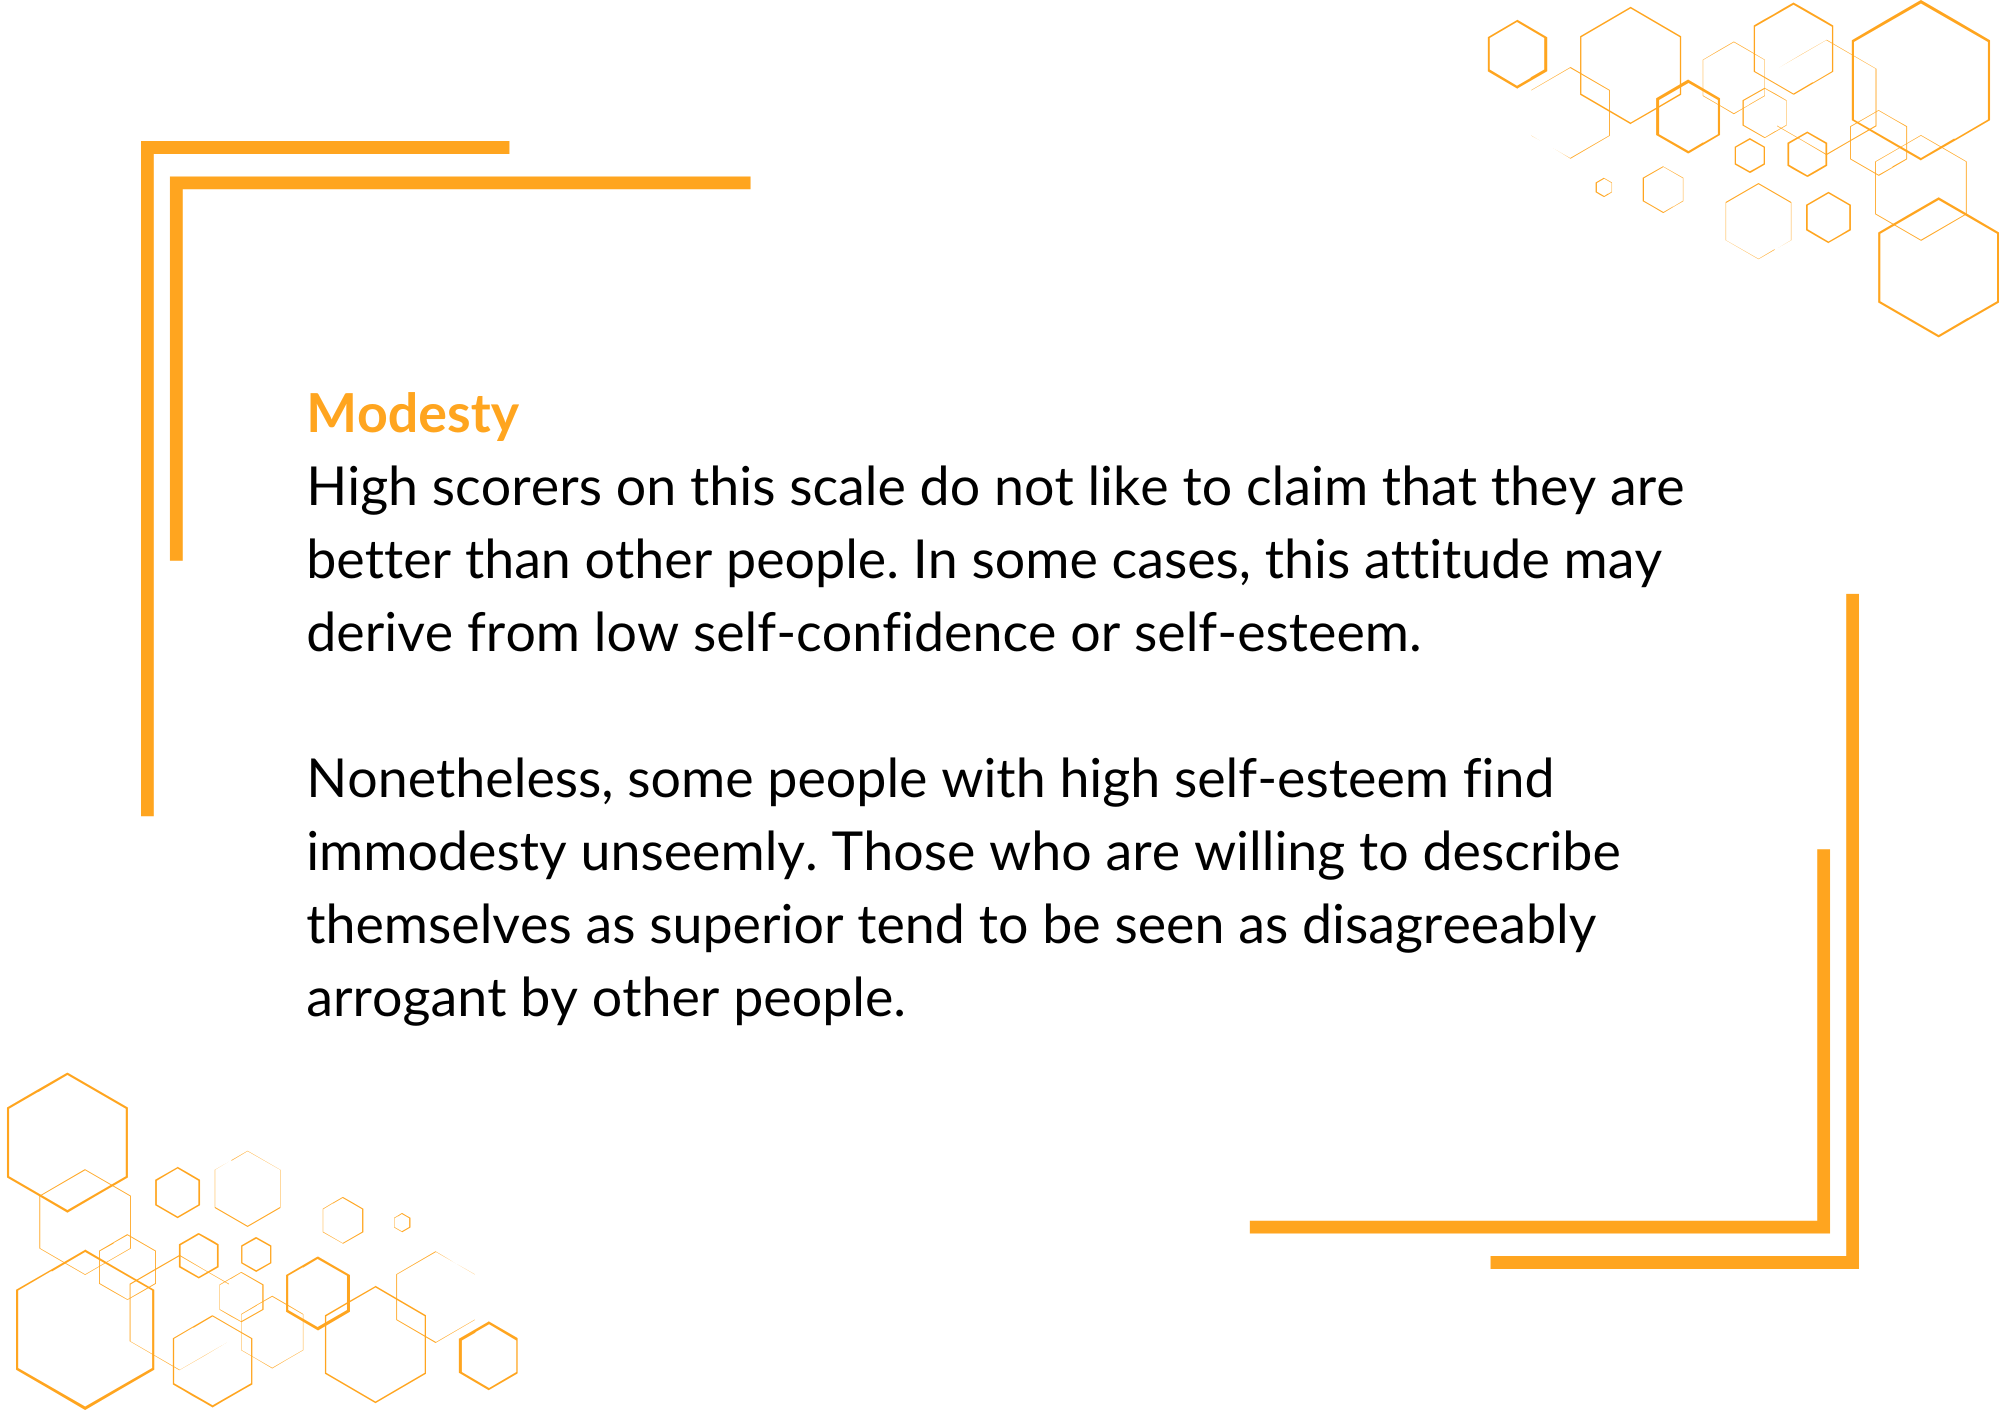 Modesty
High scorers on this scale do not like to claim that they are
better than other people. In some cases, this attitude may
derive from low self-confidence or self-esteem.
Nonetheless, some people with high self-esteem find
immodesty unseemly. Those who are willing to describe
themselves as superior tend to be seen as disagreeably
arrogant by other people.